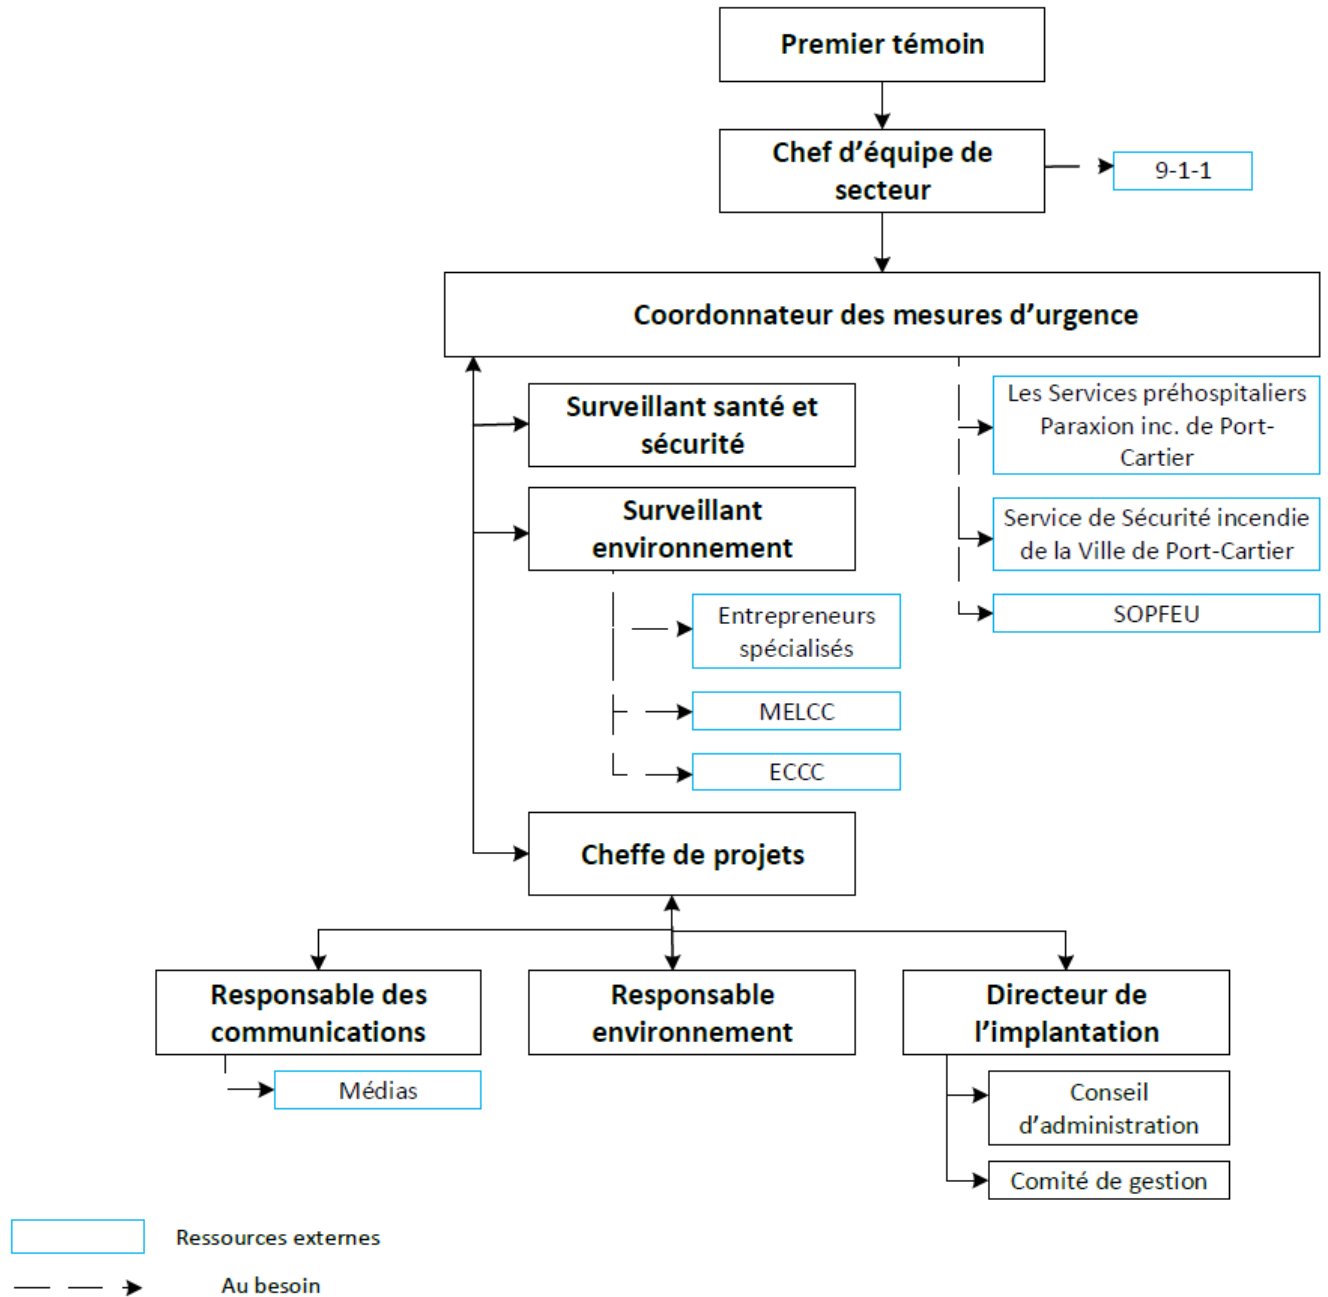 Premier témoin
Chef d'équipe de
secteur
9-1-1
Coordonnateur des mesures d'urgence
Surveillant santé et
sécurité
Les Services préhospitaliers
Paraxion inc. de Port-
Cartier
Surveillant
environnement
Service de Sécurité incendie
de la Ville de Port-Cartier
SOPFEU
Entrepreneurs
spécialisés
MELCC
ECCC
Cheffe de projets
Responsable des
communications
Médias
Responsable
environnement
Directeur de
l'implantation
Conseil
d'administration
Comité de gestion
Ressources externes
Au besoin